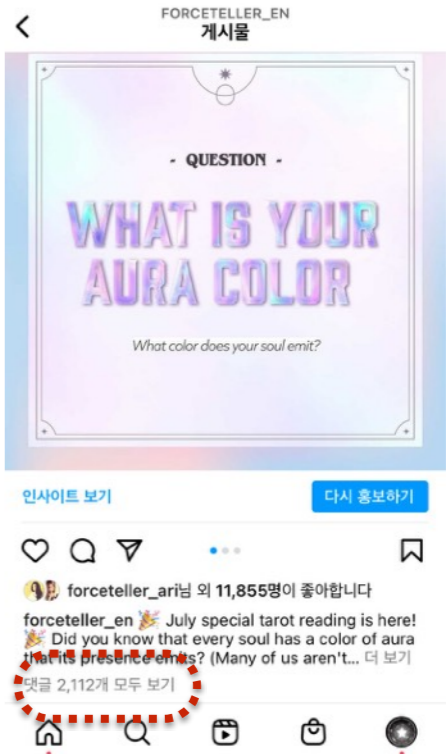 FORCETELLER_EN
게시물
- QUESTION -
WHAT IS YOUR
AURA COLOR
What color does your soul emit?
인사이트 보기
다시 홍보하기
forceteller_ari님 외 11,855명이 좋아합니다
forceteller_en 🎉 July special tarot reading is here!
🎉 Did you know that every soul has a color of aura
that its presence emits? (Many of us aren't... 더 보기
댓글 2,112개 모두 보기